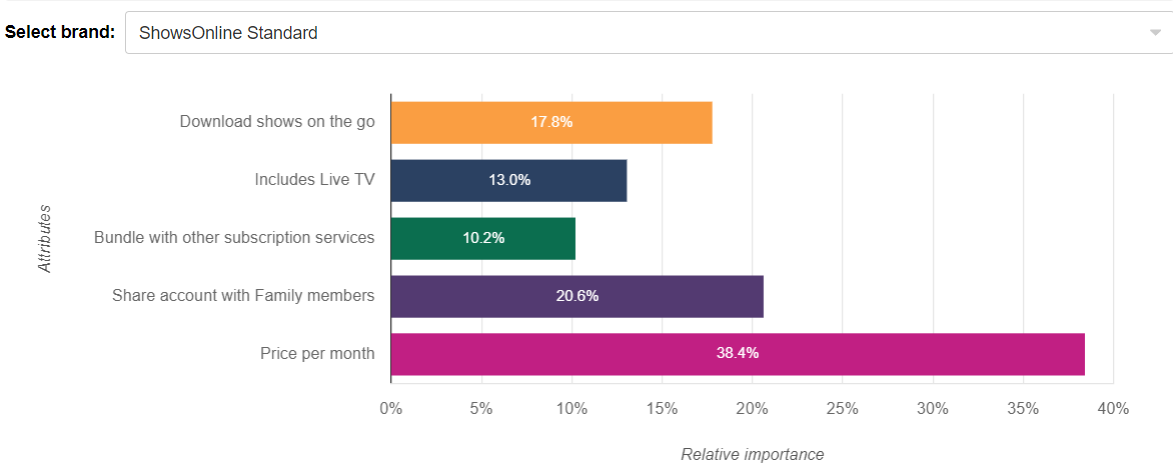 Select brand: ShowsOnline Standard
Download shows on the go 17.8%
Includes Live TV 13.0%
Bundle with other subscription services 10.2%
Share account with Family members 20.6%
Price per month 38.4%
Attributes
0% 5% 10% 15% 20% 25% 30% 35% 40%
Relative importance